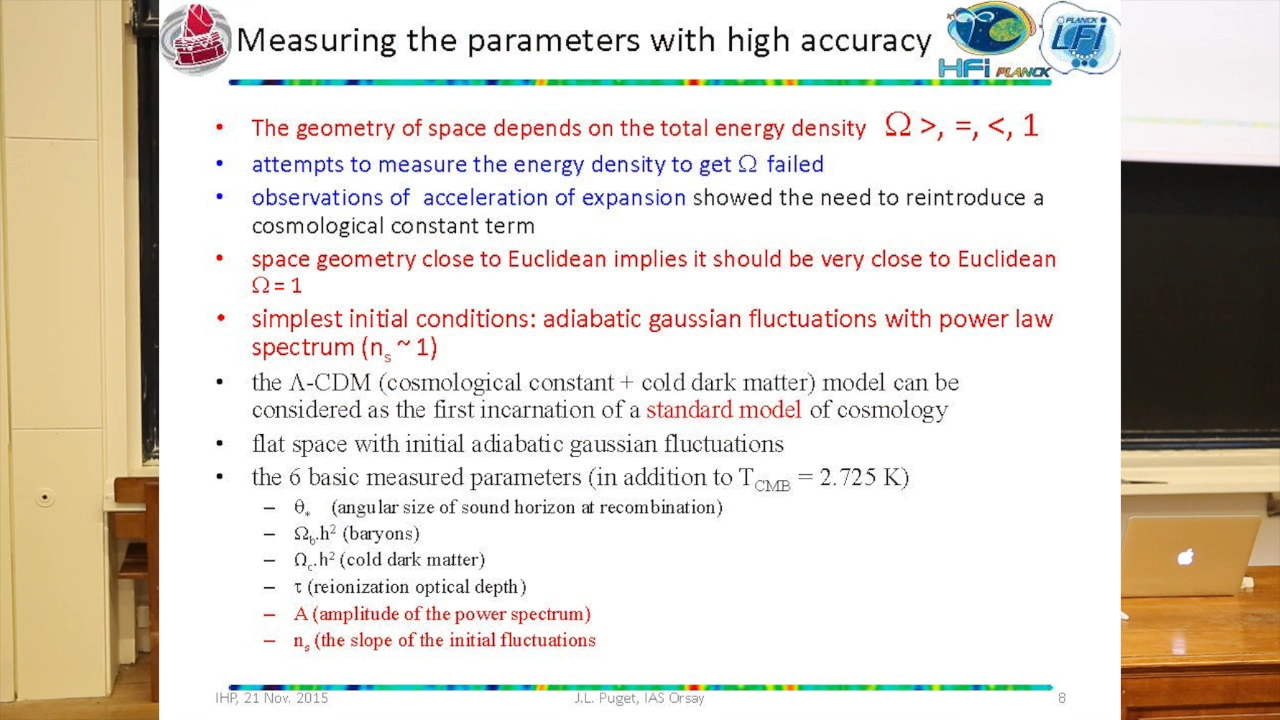 Measuring the parameters with high accuracy
HFi PLANCK
PLANCK
LFI
• The geometry of space depends on the total energy density Ω >, =, <, 1
• attempts to measure the energy density to get Ω failed
• observations of acceleration of expansion showed the need to reintroduce a
cosmological constant term
• space geometry close to Euclidean implies it should be very close to Euclidean
Ω = 1
• simplest initial conditions: adiabatic gaussian fluctuations with power law
spectrum (nₛ ~ 1)
• the Λ-CDM (cosmological constant + cold dark matter) model can be
considered as the first incarnation of a standard model of cosmology
• flat space with initial adiabatic gaussian fluctuations
• the 6 basic measured parameters (in addition to T_CMB = 2.725 K)
– θ* (angular size of sound horizon at recombination)
– Ω_b.h² (baryons)
– Ω_c.h² (cold dark matter)
– τ (reionization optical depth)
– A (amplitude of the power spectrum)
– nₛ (the slope of the initial fluctuations
IHP, 21 Nov. 2015 J.L. Puget, IAS Orsay 8